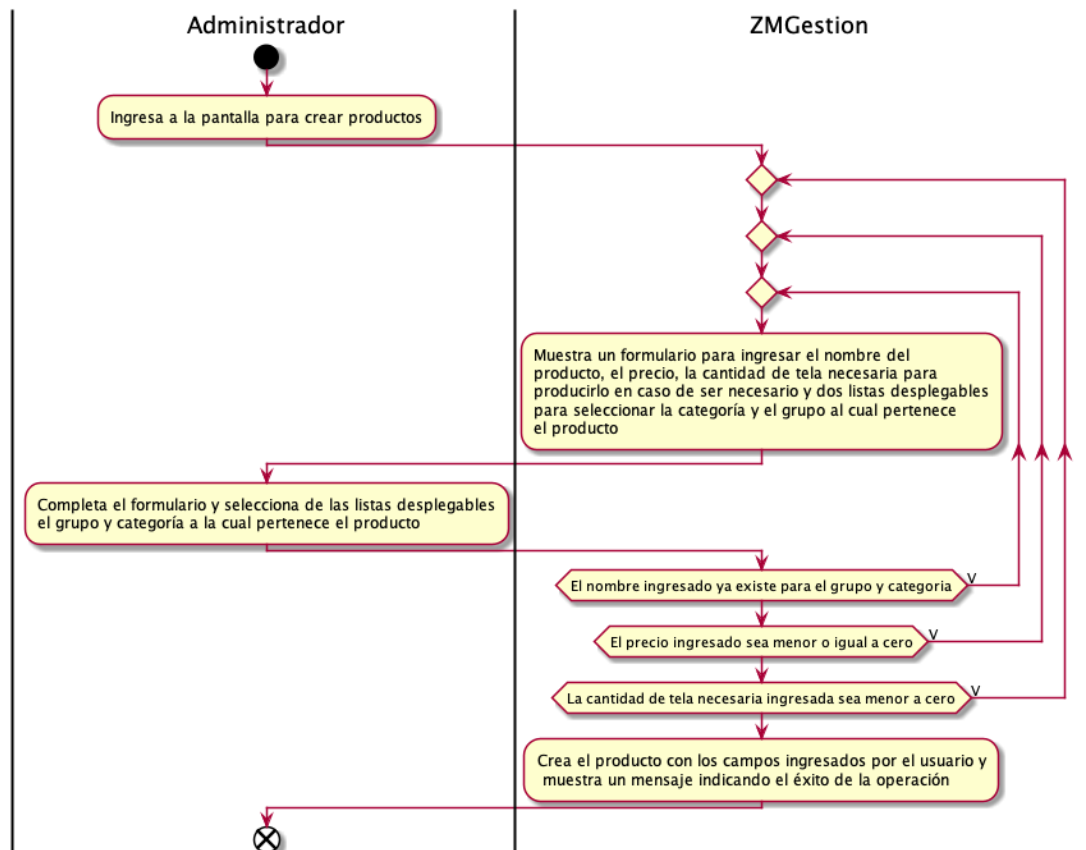 Administrador
ZMGestion
Ingresa a la pantalla para crear productos
Muestra un formulario para ingresar el nombre del
producto, el precio, la cantidad de tela necesaria para
producirlo en caso de ser necesario y dos listas desplegables
para seleccionar la categoría y el grupo al cual pertenece
el producto
Completa el formulario y selecciona de las listas desplegables
el grupo y categoría a la cual pertenece el producto
El nombre ingresado ya existe para el grupo y categoria
V
El precio ingresado sea menor o igual a cero
V
La cantidad de tela necesaria ingresada sea menor a cero
V
Crea el producto con los campos ingresados por el usuario y
muestra un mensaje indicando el éxito de la operación